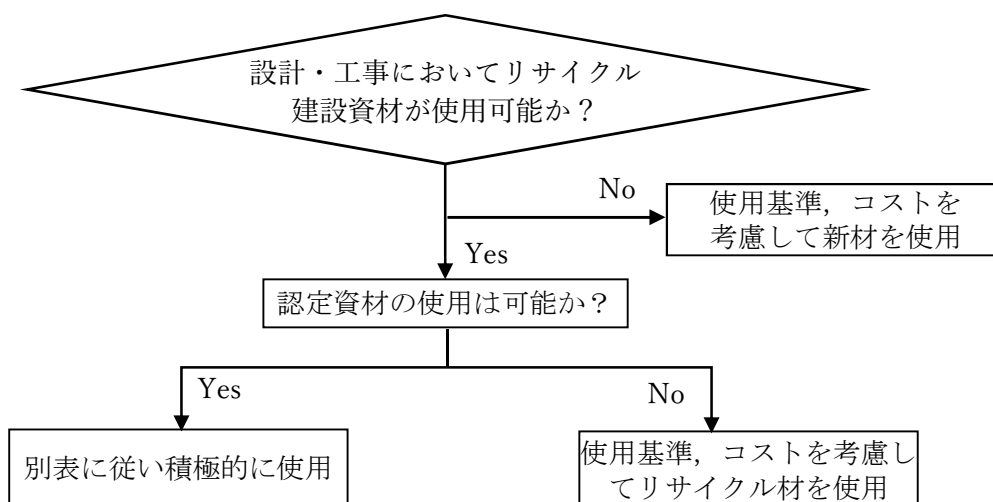 設計・工事においてリサイクル
建設資材が使用可能か?
No
使用基準,コストを
考慮して新材を使用
Yes
認定資材の使用は可能か?
Yes
No
別表に従い積極的に使用
使用基準,コストを考慮し
てリサイクル材を使用